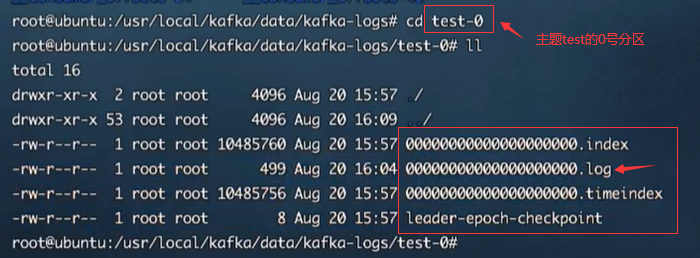 root@ubuntu:/usr/local/kafka/data/kafka-logs# cd test-0
主题test的0号分区
root@ubuntu:/usr/local/kafka/data/kafka-logs/test-0# ll
total 16
drwxr-xr-x  2 root root     4096 Aug 20 15:57 ./
drwxr-xr-x 53 root root     4096 Aug 20 16:09 ../
-rw-r--r--  1 root root 10485760 Aug 20 15:57 00000000000000000000.index
-rw-r--r--  1 root root      499 Aug 20 16:04 00000000000000000000.log
-rw-r--r--  1 root root 10485756 Aug 20 15:57 00000000000000000000.timeindex
-rw-r--r--  1 root root        8 Aug 20 15:57 leader-epoch-checkpoint
root@ubuntu:/usr/local/kafka/data/kafka-logs/test-0#